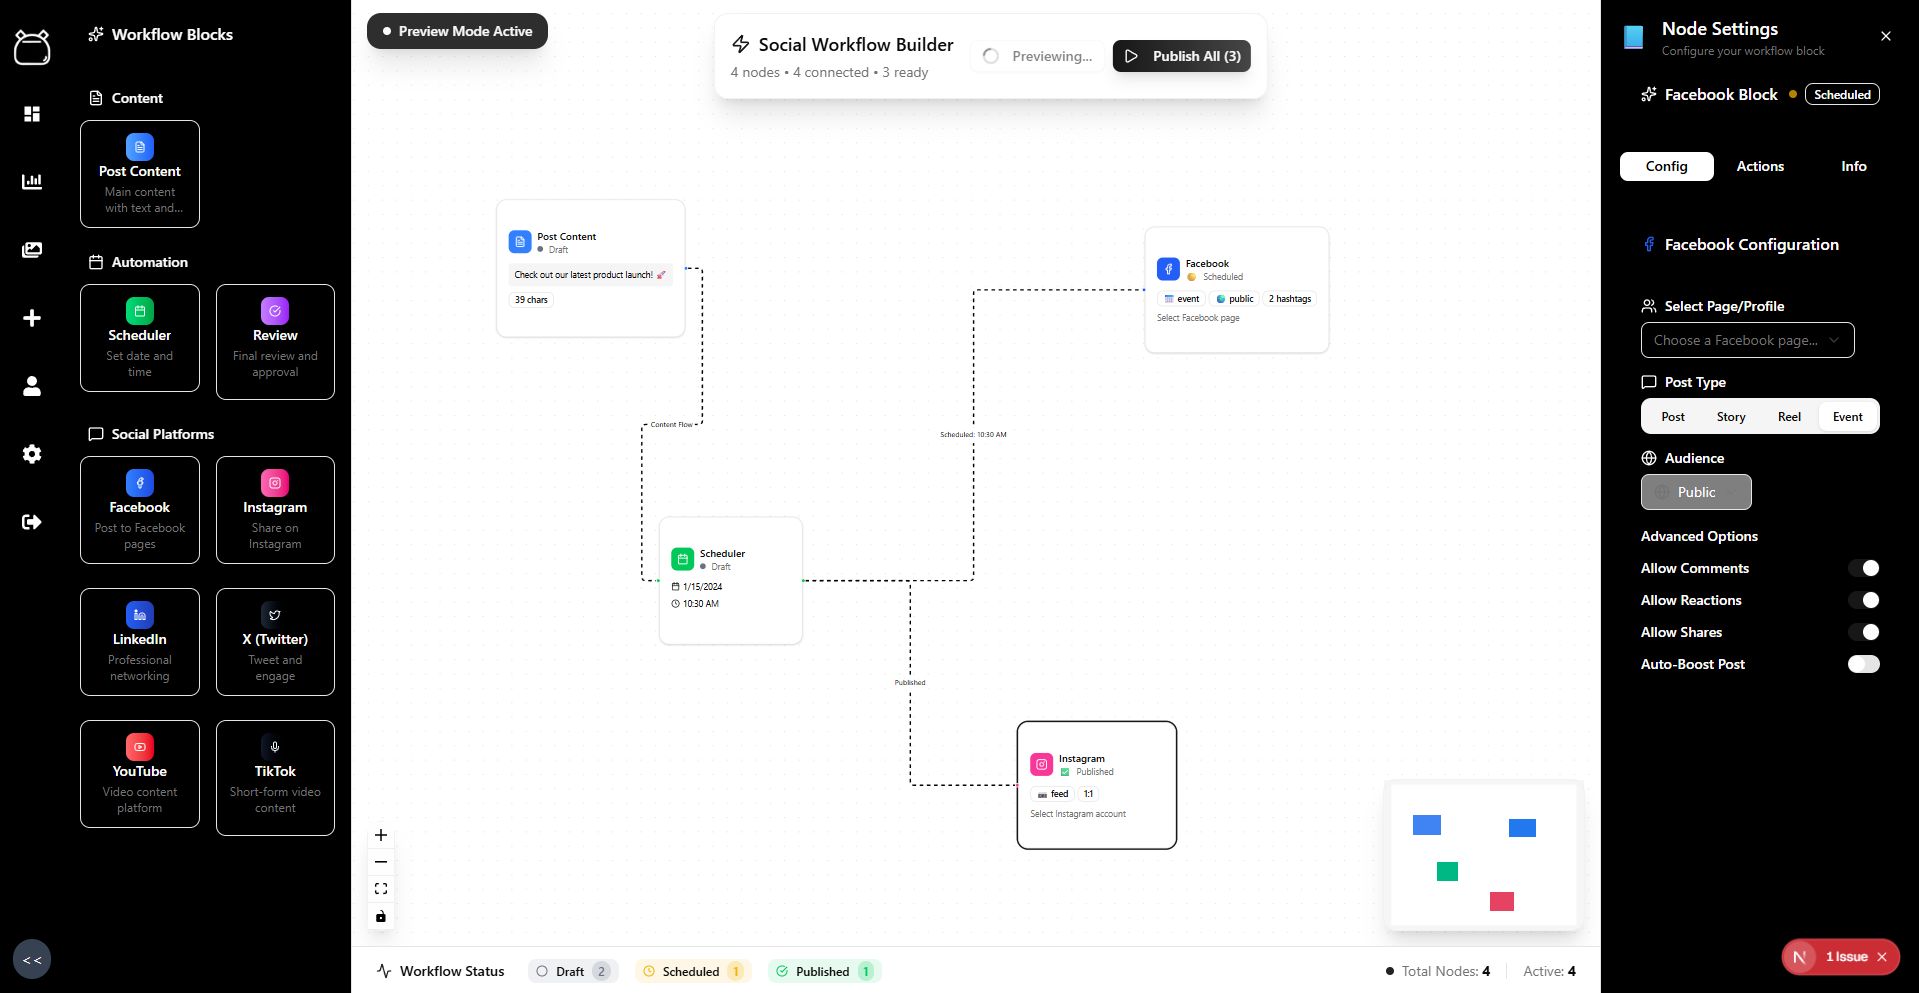 Workflow Blocks
Content
Post Content
Main content
with text and...
Automation
Scheduler
Set date and
time
Review
Final review and
approval
Social Platforms
Facebook
Post to Facebook
pages
Instagram
Share on
Instagram
LinkedIn
Professional
networking
X (Twitter)
Tweet and
engage
YouTube
Video content
platform
TikTok
Short-form video
content
<<
Preview Mode Active
Social Workflow Builder
4 nodes • 4 connected • 3 ready
Previewing...
Publish All (3)
Post Content
Draft
Check out our latest product launch! 🚀
39 chars
Content Flow
Scheduler
Draft
1/15/2024
10:30 AM
Scheduled: 10:30 AM
Published
Facebook
Scheduled
event
public
2 hashtags
Select Facebook page
Instagram
Published
feed
1:1
Select Instagram account
Workflow Status
Draft 2
Scheduled 1
Published 1
Total Nodes: 4
Active: 4
Node Settings
Configure your workflow block
Facebook Block
Scheduled
Config
Actions
Info
Facebook Configuration
Select Page/Profile
Choose a Facebook page...
Post Type
Post
Story
Reel
Event
Audience
Public
Advanced Options
Allow Comments
Allow Reactions
Allow Shares
Auto-Boost Post
N
1 Issue